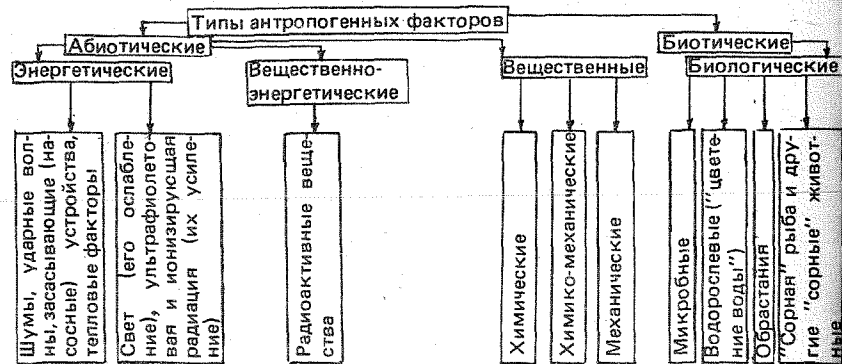 Типы антропогенных факторов
Абиотические
Биотические
Энергетические
Вещественно-
энергетические
Вещественные
Биологические
Шумы, ударные вол-
ны, засасывающие (на-
сосные) устройства,
тепловые факторы
Свет (его ослабле-
ние), ультрафиолето-
вая и ионизирующая
радиация (их усиле-
ние)
Радиоактивные веще-
ства
Химические
Химико-механические
Механические
Микробные
Водорослевые ("цвете-
ние воды")
Обрастания
"Сорная" рыба и дру-
гие "сорные" живот-
ные